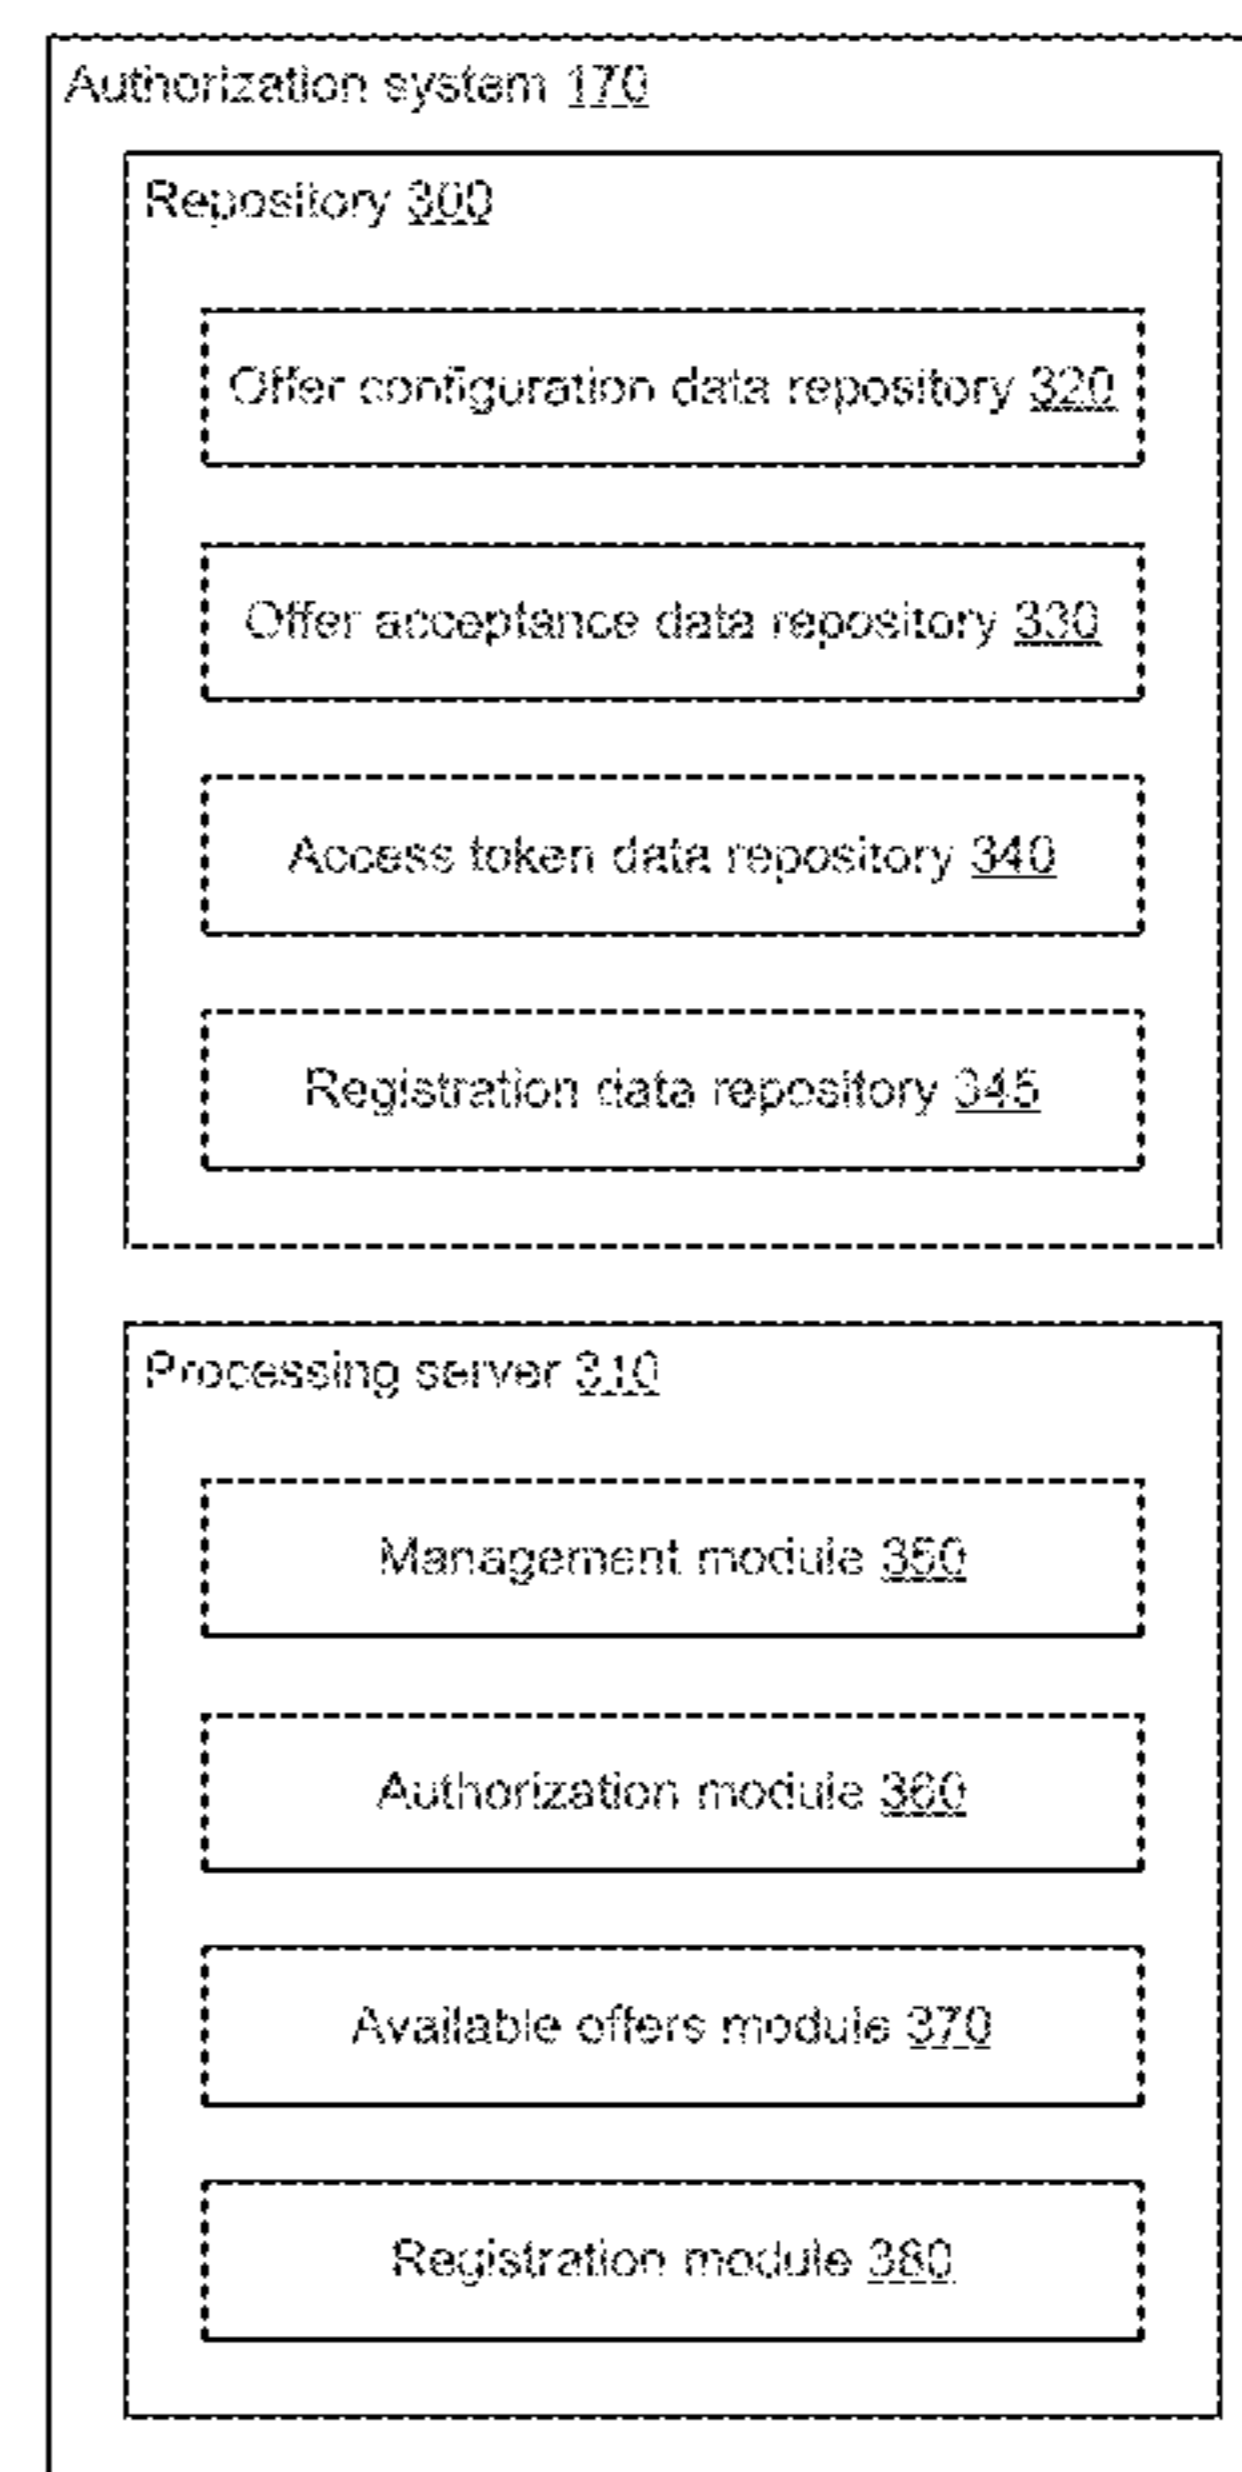 Authorization system 170
Repository 300
Offer configuration data repository 320
Offer acceptance data repository 330
Access token data repository 340
Registration data repository 345
Processing server 310
Management module 350
Authorization module 360
Available offers module 370
Registration module 380